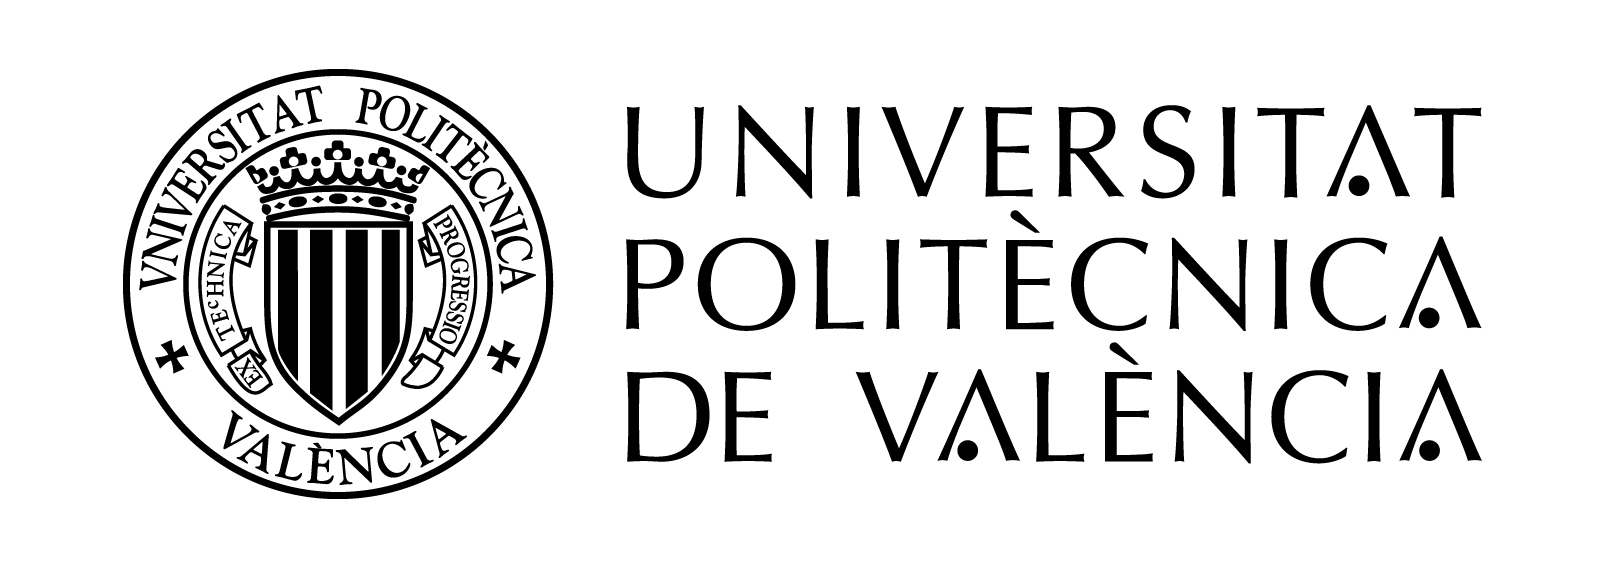 VNIVERSITAT POLITÈCNICA
EX TEcHNICA
PROGRESSIO
VALÈNCIA
UNIVERSITAT
POLITÈCNICA
DE VALÈNCIA